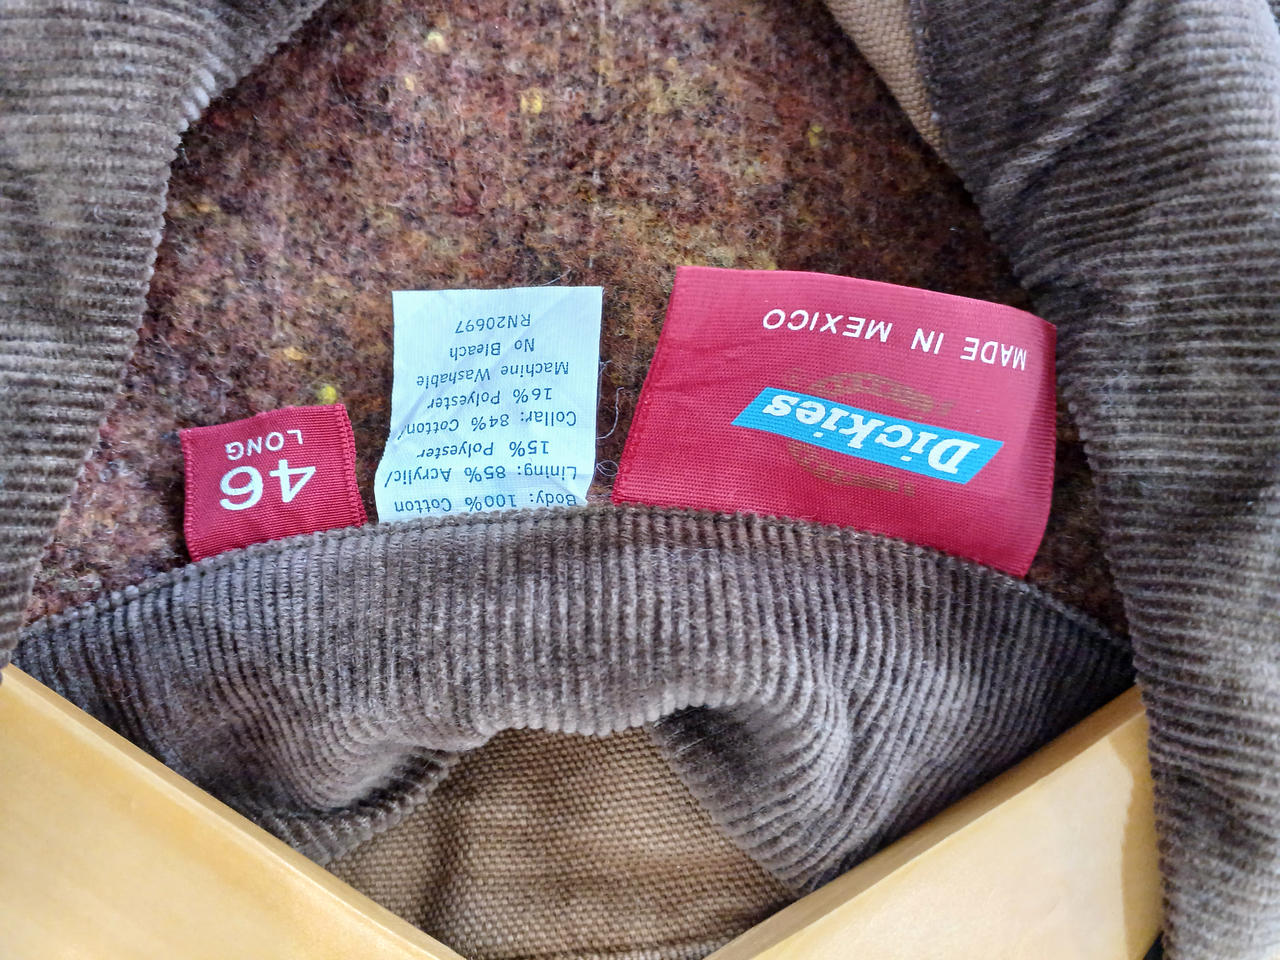 Dickies
MADE IN MEXICO
Body: 100% Cotton
Lining: 85% Acrylic/
15% Polyester
Collar: 84% Cotton/
16% Polyester
Machine Washable
No Bleach
RN20697
46
LONG